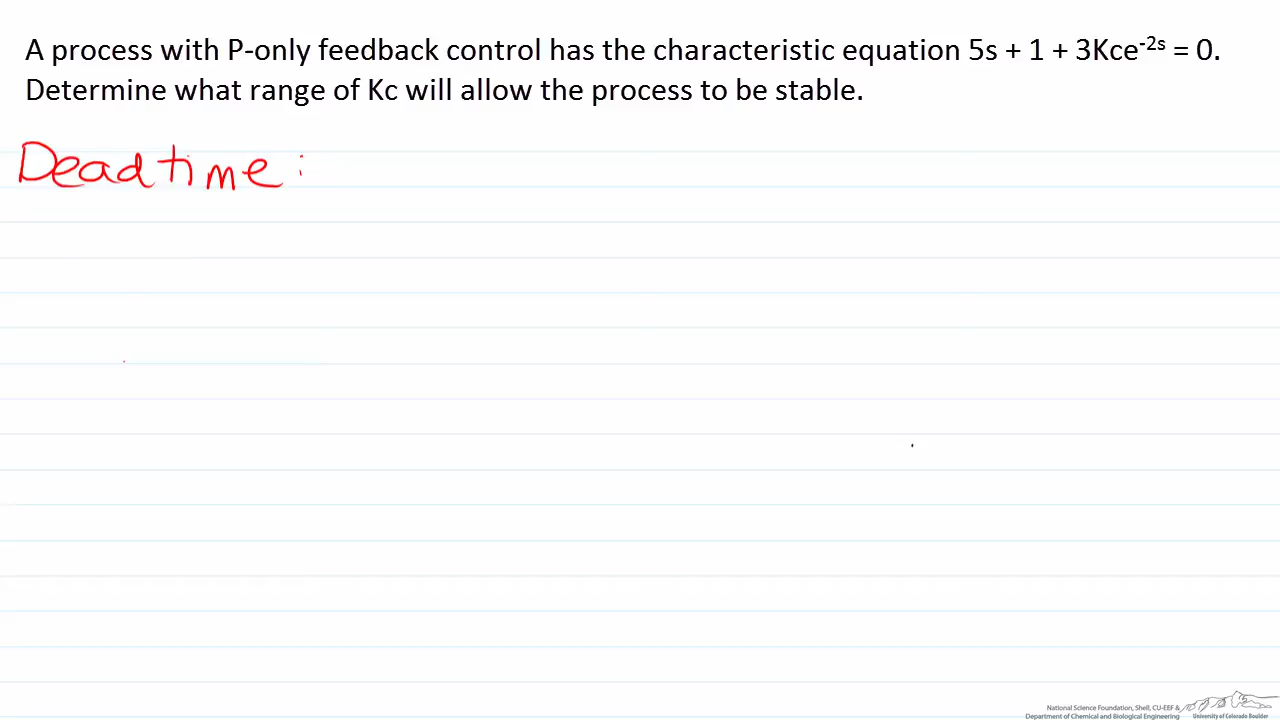 A process with P-only feedback control has the characteristic equation 5s + 1 + 3Kce⁻²ˢ = 0.
Determine what range of Kc will allow the process to be stable.
Deadtime:
National Science Foundation, Shell, CU-EEF &
Department of Chemical and Biological Engineering
University of Colorado Boulder